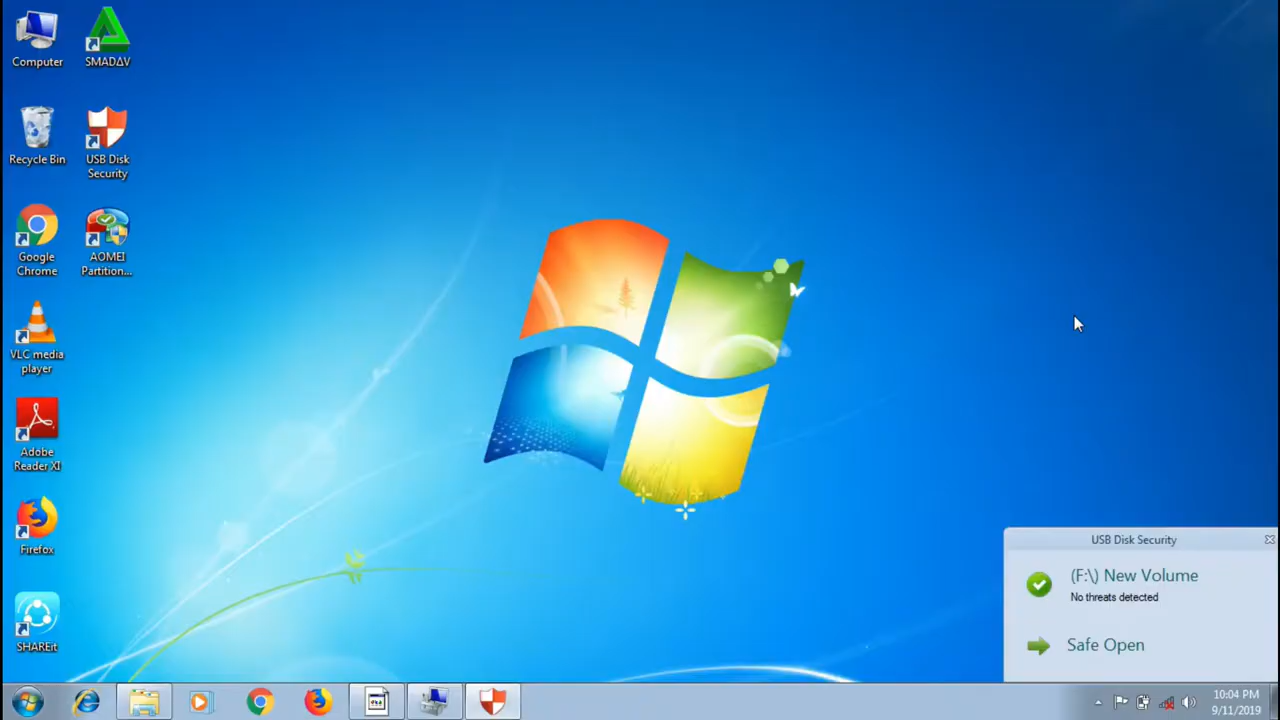 Computer
SMADΔV
Recycle Bin
USB Disk
Security
Google
Chrome
AOMEI
Partition...
VLC media
player
Adobe
Reader XI
Firefox
SHAREit
USB Disk Security
(F:\) New Volume
No threats detected
Safe Open
10:04 PM
9/11/2019